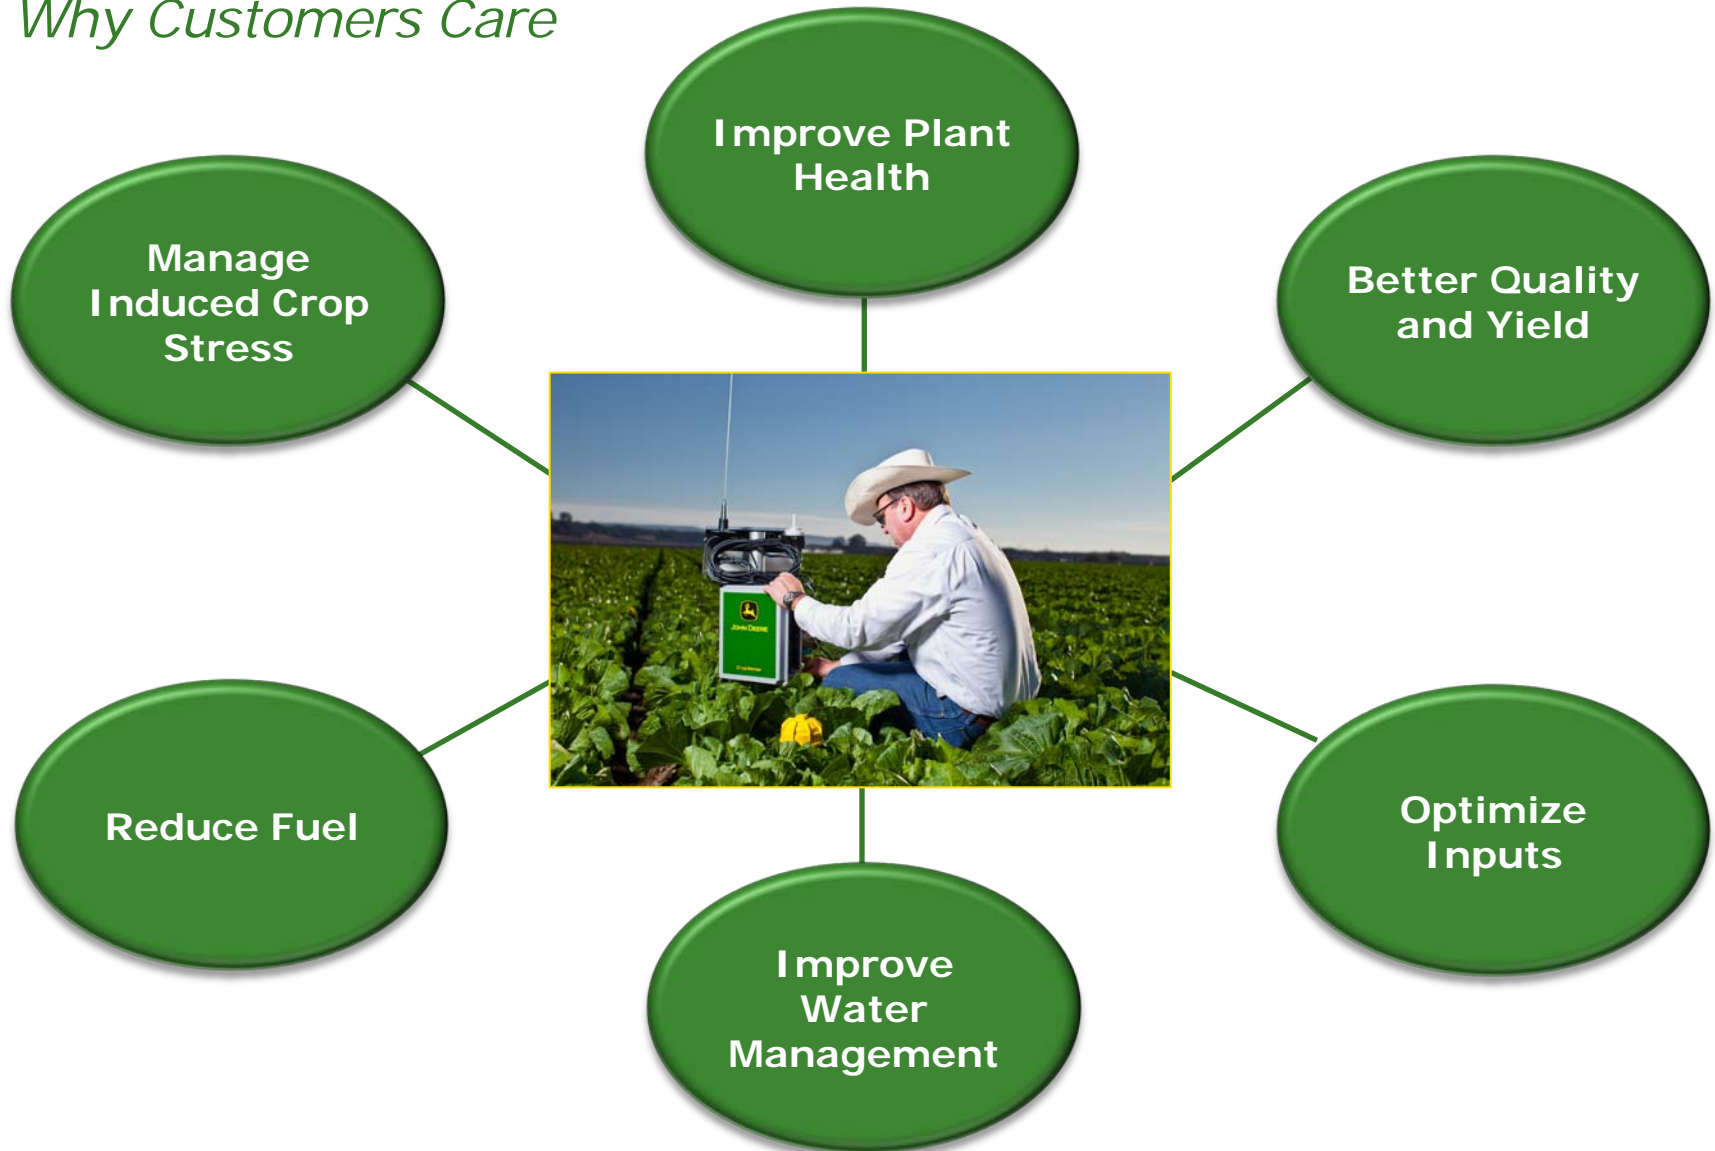 Why Customers Care
Improve Plant
Health
Manage
Induced Crop
Stress
Better Quality
and Yield
JOHN DEERE
Reduce Fuel
Optimize
Inputs
Improve
Water
Management